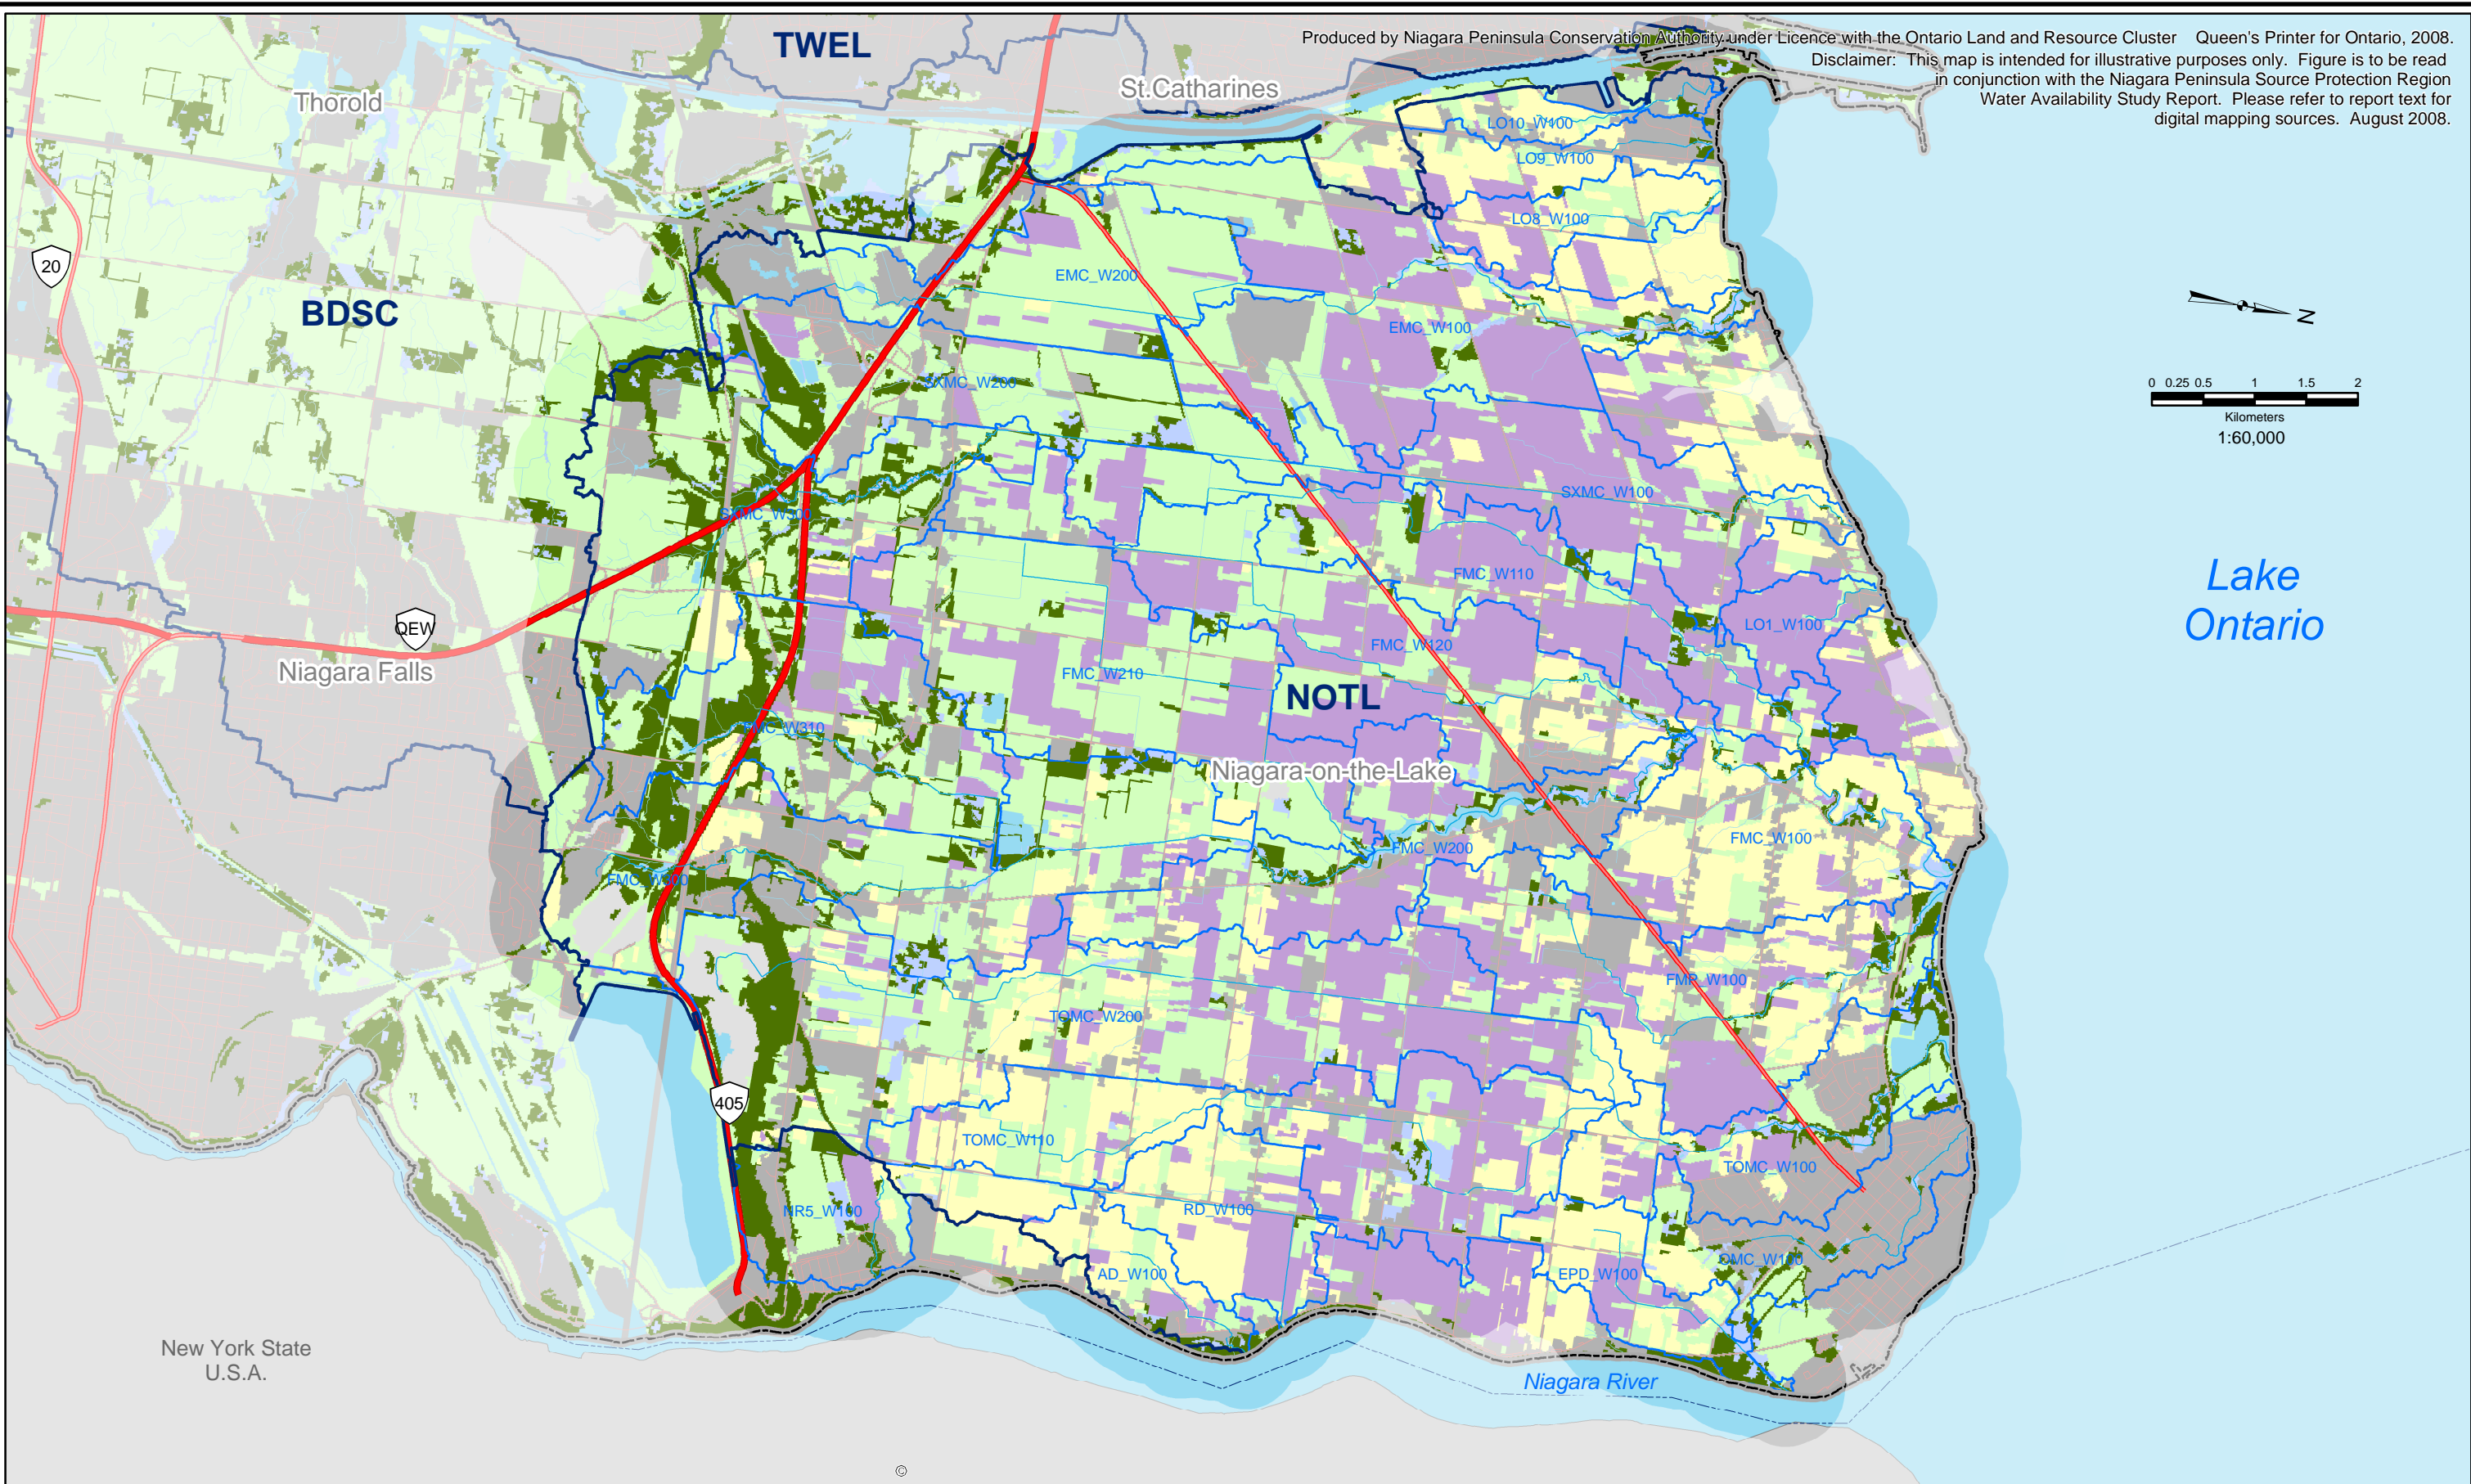 Produced by Niagara Peninsula Conservation Authority under Licence with the Ontario Land and Resource Cluster Queen's Printer for Ontario, 2008.
Disclaimer: This map is intended for illustrative purposes only. Figure is to be read
in conjunction with the Niagara Peninsula Source Protection Region
Water Availability Study Report. Please refer to report text for
digital mapping sources. August 2008.
TWEL
St.Catharines
Thorold
LO10_W100
LO9_W100
LO8_W100
20
EMC_W200
BDSC
EMC_W100
N
0 0.25 0.5 1 1.5 2
Kilometers
1:60,000
SXMC_W200
SXMC_W100
SXMC_W300
FMC_W110
Lake
Ontario
QEW
LO1_W100
FMC_W120
Niagara Falls
FMC_W210
NOTL
FMC_W310
Niagara-on-the-Lake
FMC_W100
FMC_W200
FMC_W
FMP_W100
TOMC_W200
405
TOMC_W110
TOMC_W100
NR5_W100
RD_W100
AD_W100
EPD_W100
OMC_W100
New York State
U.S.A.
Niagara River
©